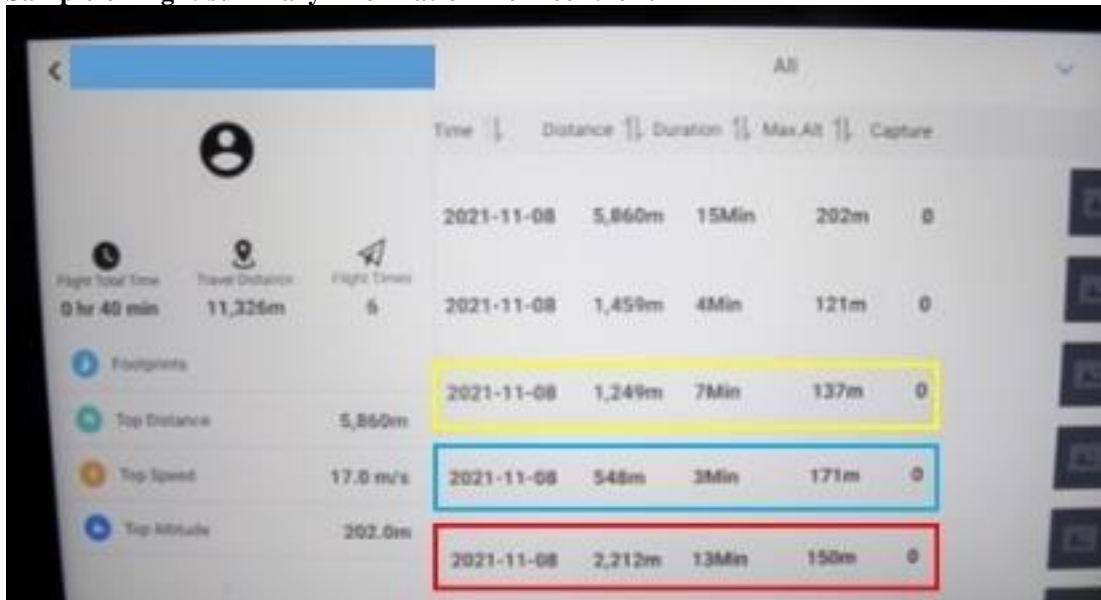 All
Time Distance Duration Max.Alt Capture
2021-11-08 5,860m 15Min 202m 0
2021-11-08 1,459m 4Min 121m 0
2021-11-08 1,249m 7Min 137m 0
2021-11-08 548m 3Min 171m 0
2021-11-08 2,212m 13Min 150m 0
Flight Total Time Travel Distance Flight Times
0 hr 40 min 11,326m 6
Footprints
Top Distance 5,860m
Top Speed 17.0 m/s
Top Altitude 202.0m